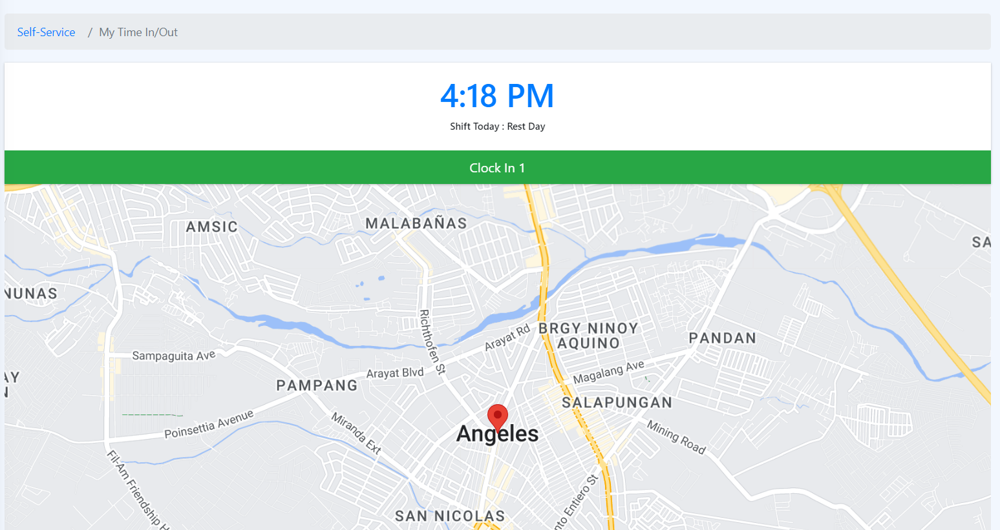 Self-Service / My Time In/Out
4:18 PM
Shift Today : Rest Day
Clock In 1
AMSIC
MALABAÑAS
SA
NUNAS
Richthofen St
Arayat Rd
BRGY NINOY
AQUINO
PANDAN
Sampaguita Ave
Arayat Blvd
Magalang Ave
AY
N
PAMPANG
SALAPUNGAN
Poinsettia Avenue
Miranda Ext
Angeles
Mining Road
Fil-Am Friendship H
nto Entiero St
SAN NICOLAS